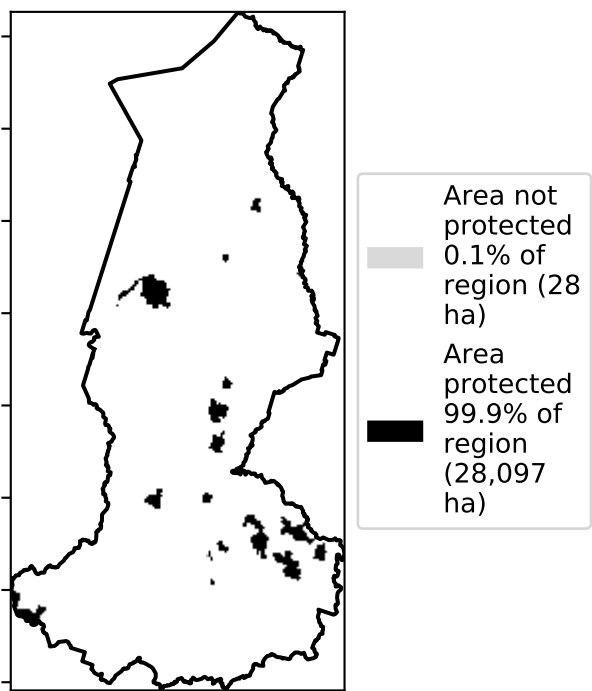 Area not
protected
0.1% of
region (28
ha)
Area
protected
99.9% of
region
(28,097
ha)